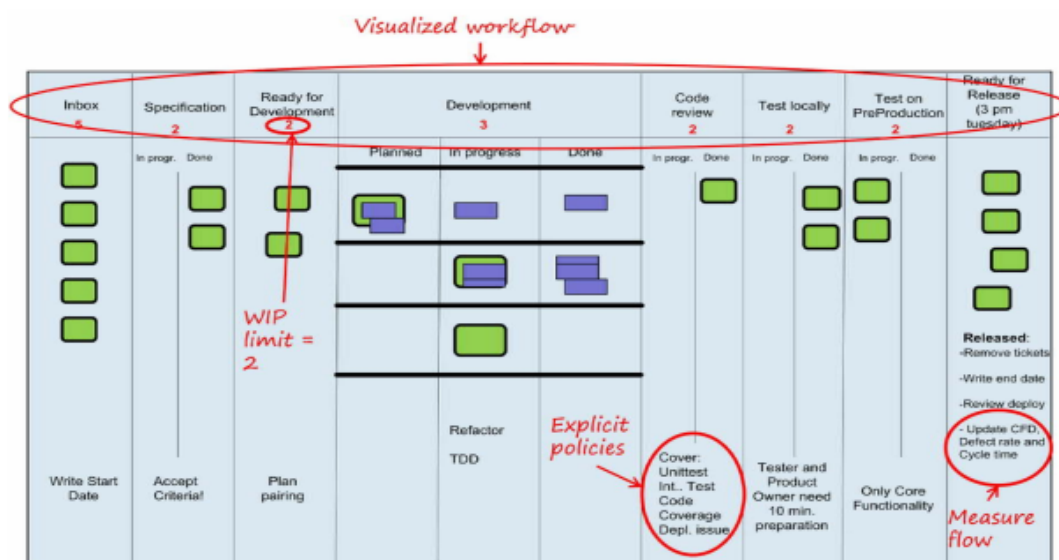 Visualized workflow
Inbox
5
Specification
2
Ready for
Development
2
Development
3
Code
review
2
Test locally
2
Test on
PreProduction
2
Ready for
Release
(3 pm
tuesday)
In progr. Done
Planned In progress Done
In progr. Done
In progr. Done
In progr. Done
WIP
limit =
2
Explicit
policies
Refactor
TDD
Released:
-Remove tickets
-Write end date
-Review deploy
- Update CFD,
Defect rate and
Cycle time
Write Start
Date
Accept
Criteria!
Plan
pairing
Cover:
Unittest
Int.. Test
Code
Coverage
Depl. issue
Tester and
Product
Owner need
10 min.
preparation
Only Core
Functionality
Measure
flow